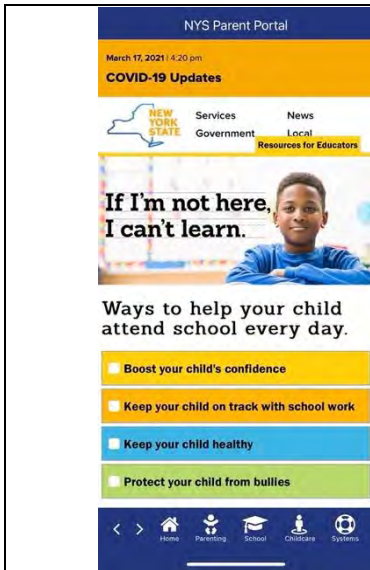 NYS Parent Portal
March 17, 2021 | 4:20 pm
COVID-19 Updates
NEW
YORK
STATE
Services
News
Government
Local
Resources for Educators
If I'm not here,
I can't learn.
Ways to help your child
attend school every day.
Boost your child's confidence
Keep your child on track with school work
Keep your child healthy
Protect your child from bullies
Home
Parenting
School
Childcare
Systems